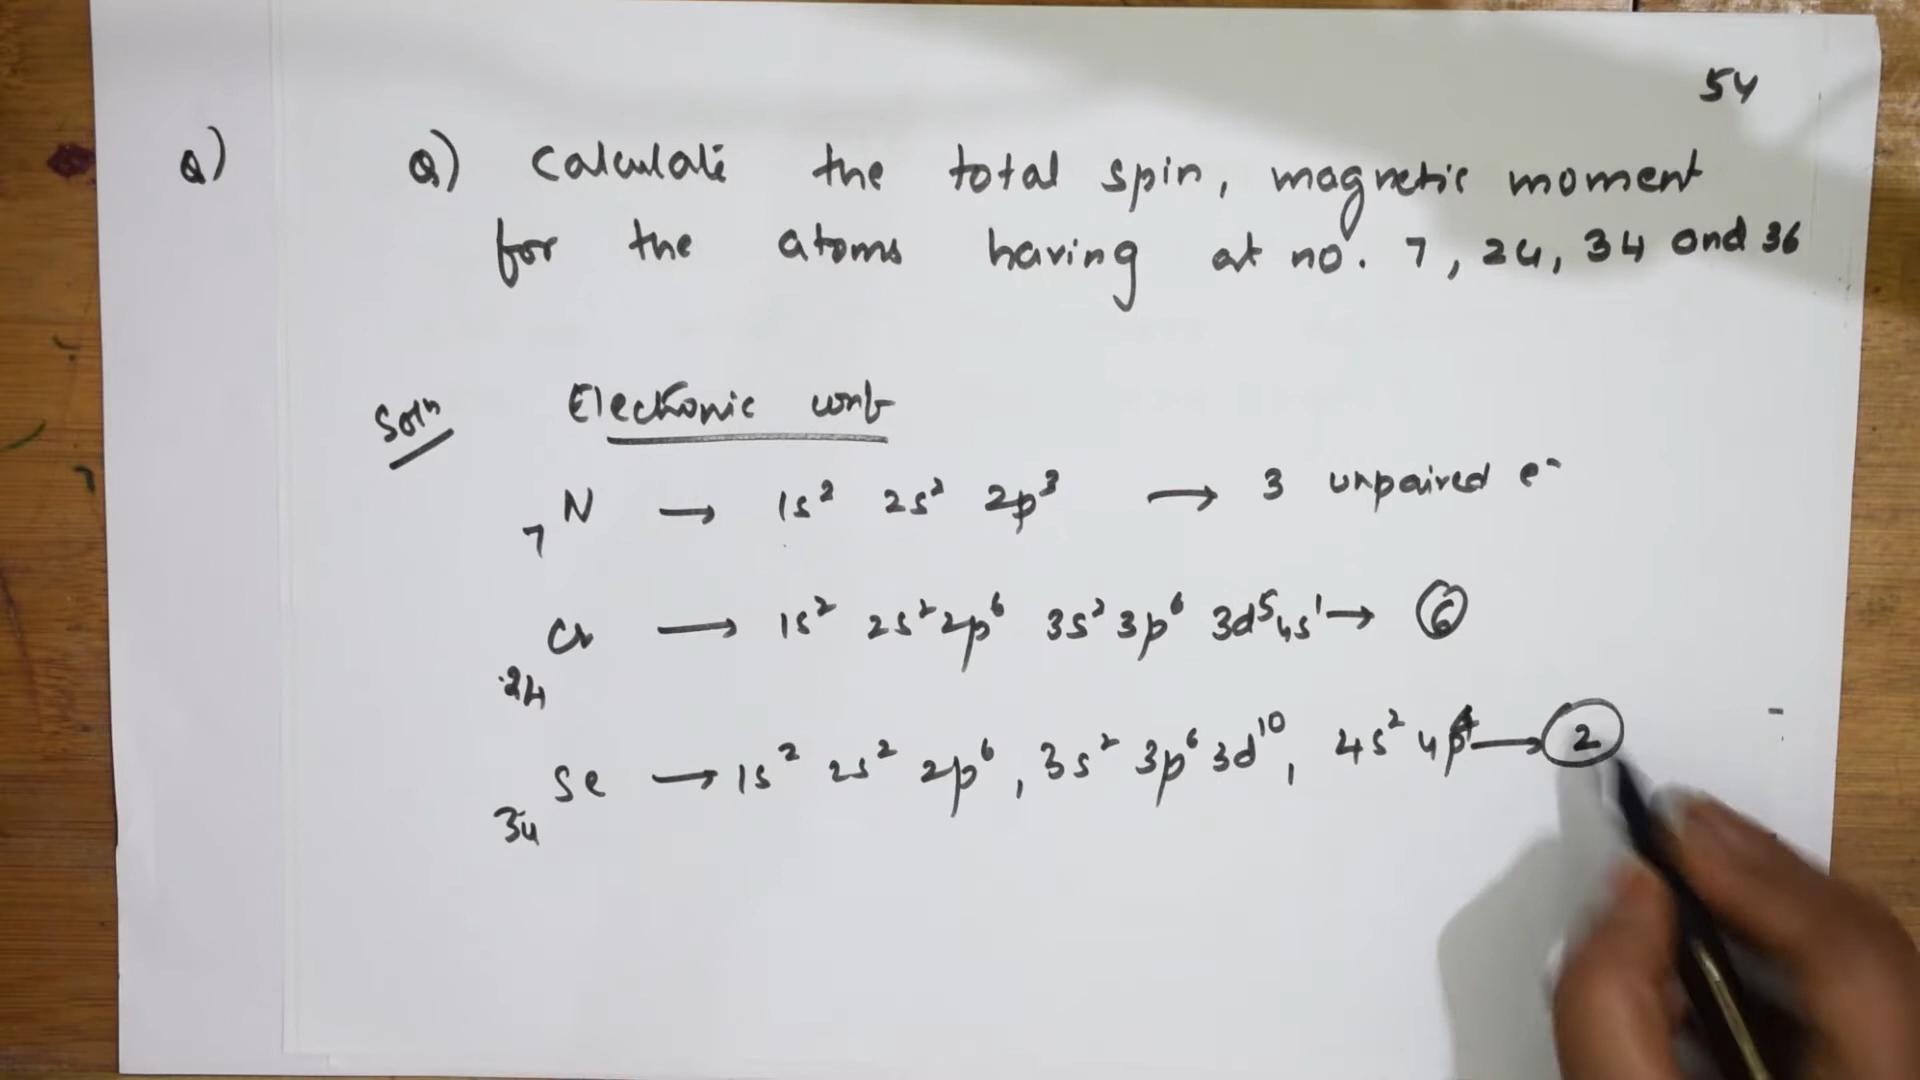 54
Q) Q) Calculate the total spin, magnetic moment
for the atoms having at no. 7, 24, 34 and 36
Soln Electronic conf
₇N → 1s² 2s² 2p³ → 3 unpaired e⁻
₂₄Cr → 1s² 2s² 2p⁶ 3s² 3p⁶ 3d⁵ 4s¹ → 6
₃₄Se → 1s² 2s² 2p⁶, 3s² 3p⁶ 3d¹⁰, 4s² 4p⁴ → 2